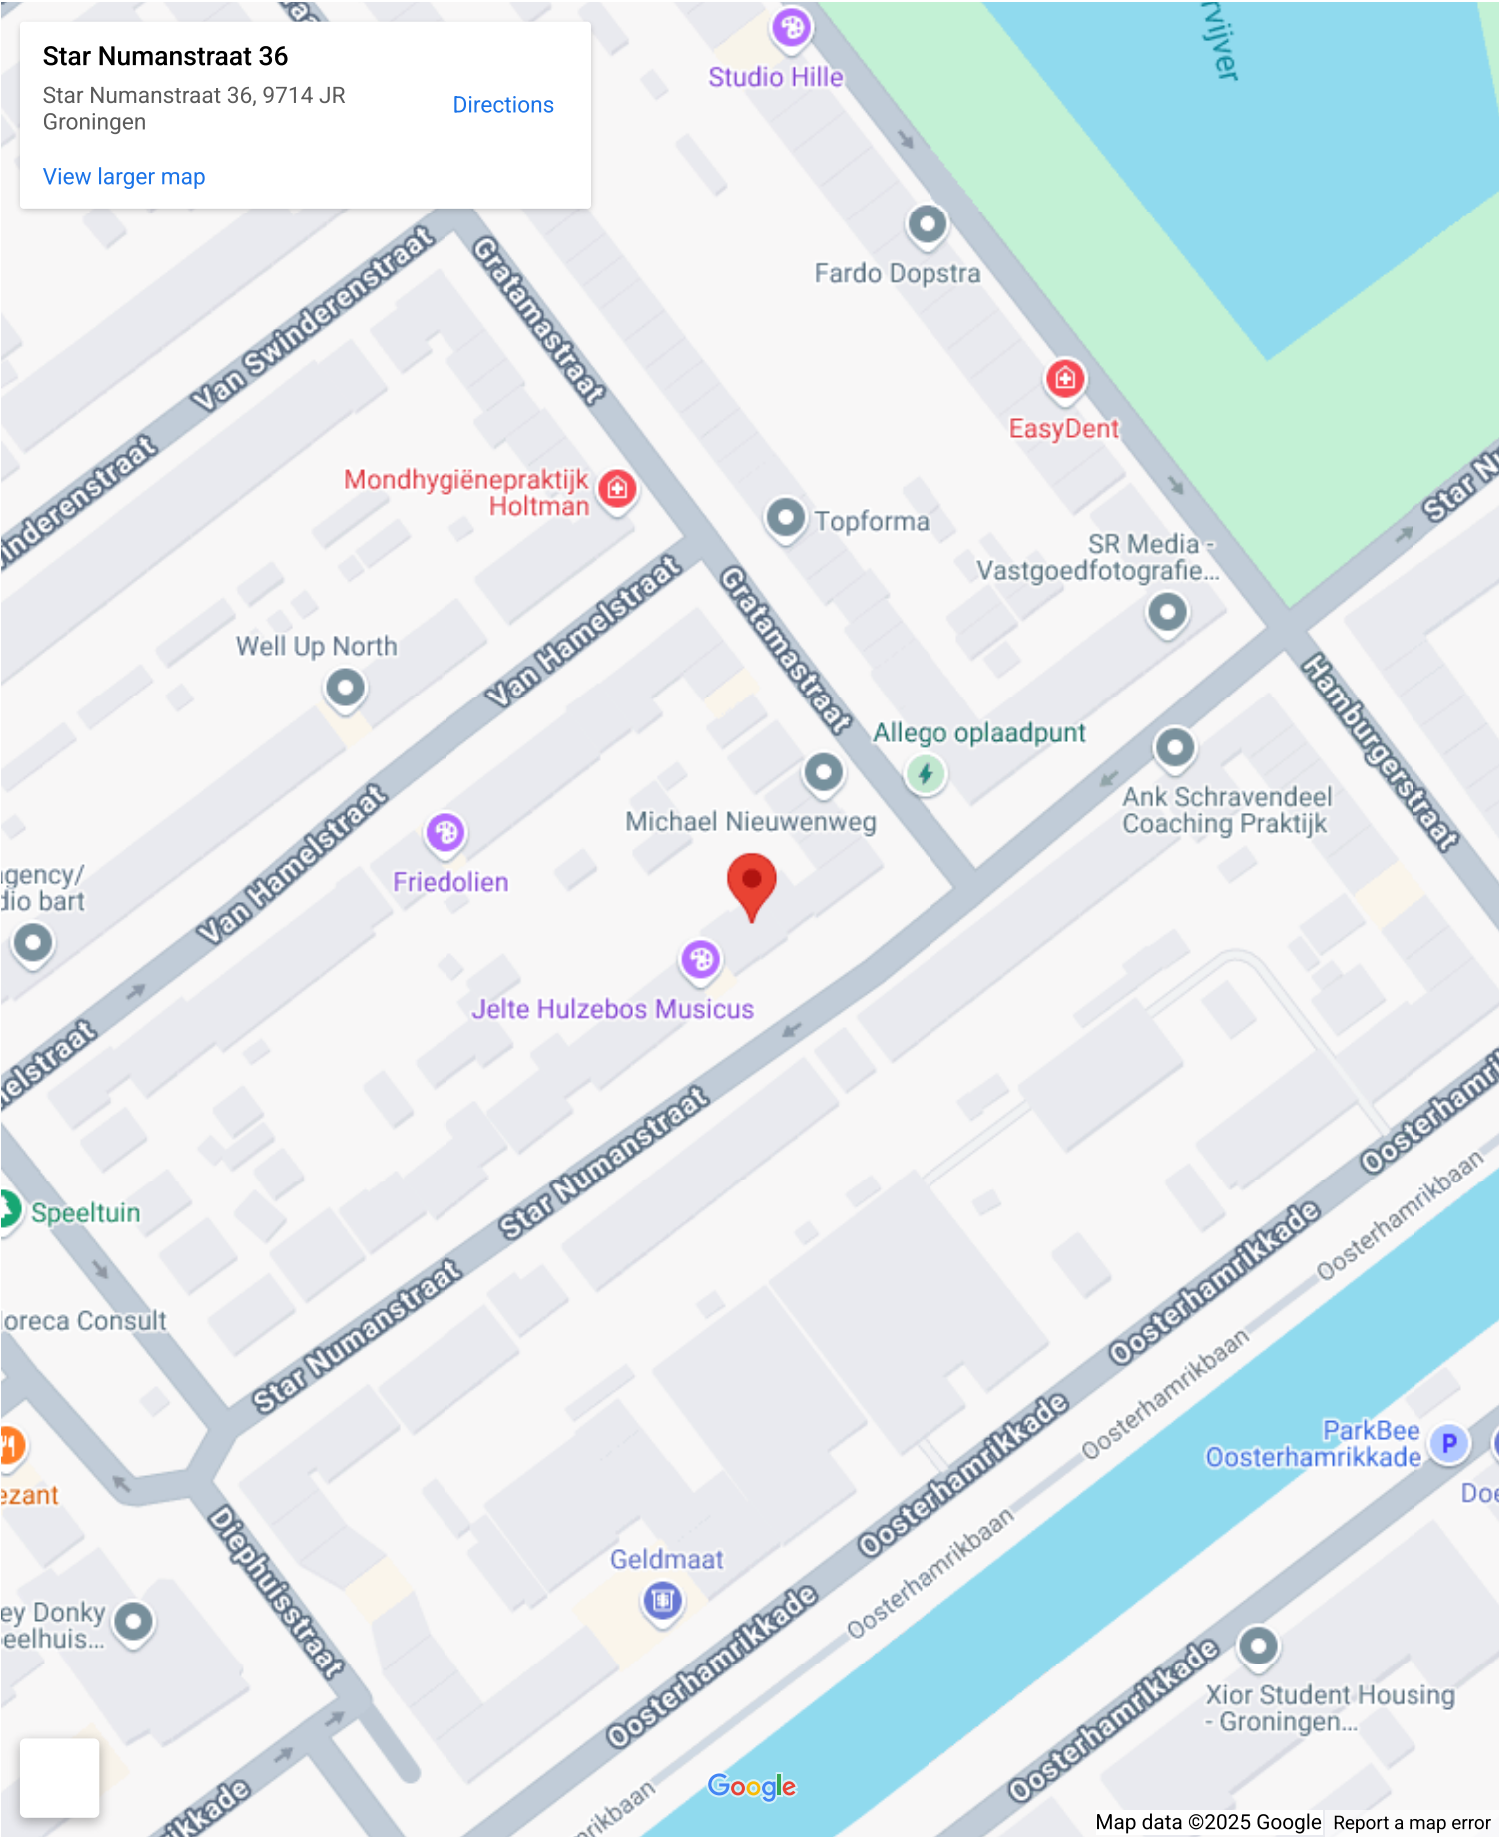 Star Numanstraat 36
Star Numanstraat 36, 9714 JR
Groningen
Directions
View larger map
Studio Hille
Fardo Dopstra
Van Swinderenstraat
Gratamastraat
EasyDent
Mondhygiënepraktijk
Holtman
Topforma
SR Media -
Vastgoedfotografie...
Van Hamelstraat
Gratamastraat
Well Up North
Hamburgerstraat
Allego oplaadpunt
Michael Nieuwenweg
Ank Schravendeel
Coaching Praktijk
Van Hamelstraat
Friedolien
Jelte Hulzebos Musicus
Star Numanstraat
Speeltuin
Star Numanstraat
Oosterhamrikkade
Oosterhamrikbaan
Oosterhamrikkade
Oosterhamrikbaan
Oosterhamrikkade
Oosterhamrikbaan
ParkBee
Oosterhamrikkade
P
Diephuisstraat
Geldmaat
Oosterhamrikkade
Xior Student Housing
- Groningen...
Oosterhamrikkade
Google
Map data ©2025 Google
Report a map error